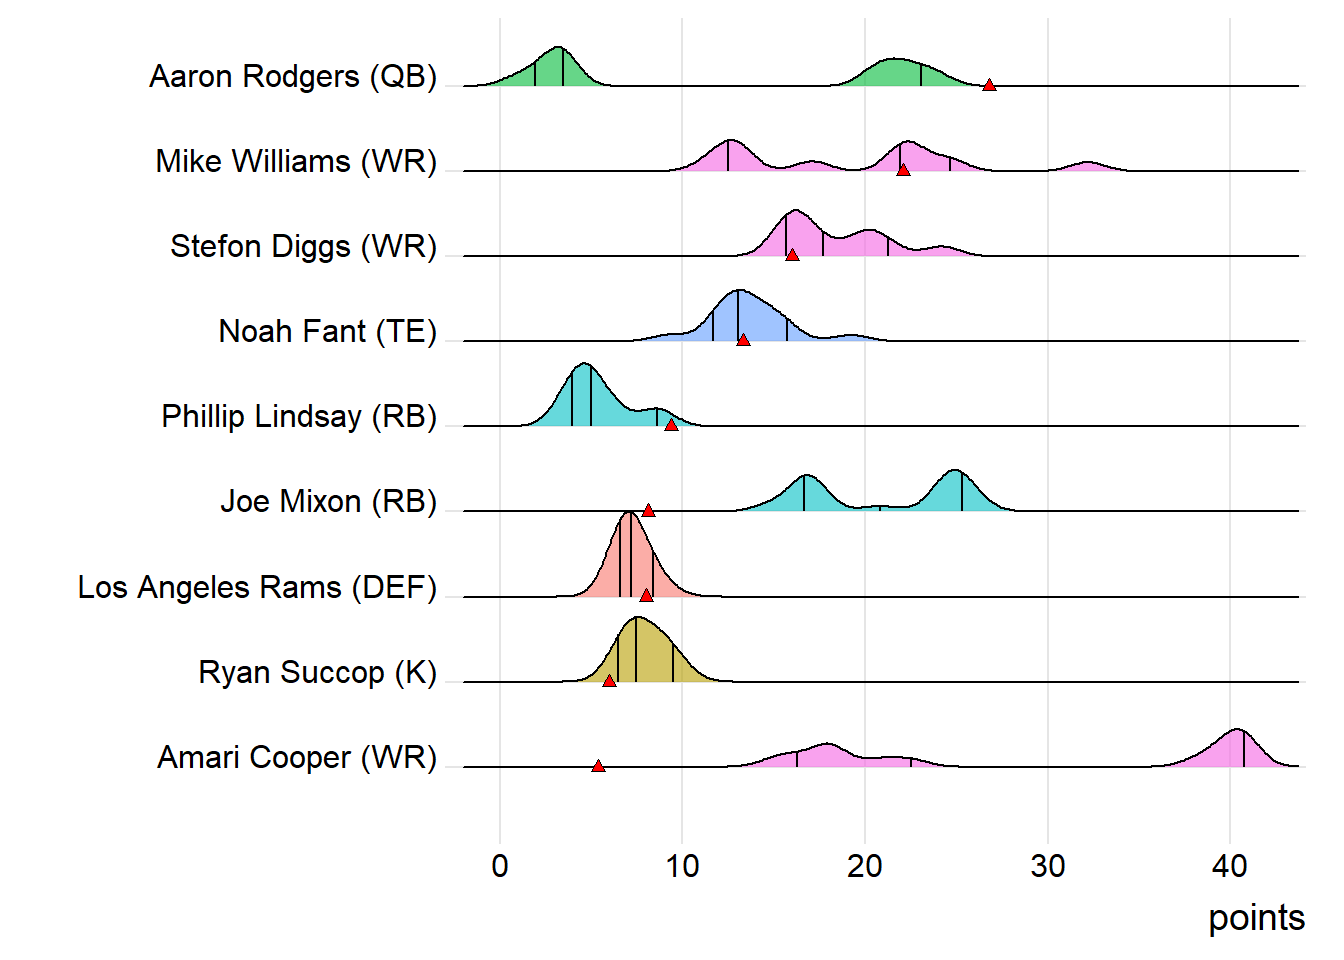 Aaron Rodgers (QB)
Mike Williams (WR)
Stefon Diggs (WR)
Noah Fant (TE)
Phillip Lindsay (RB)
Joe Mixon (RB)
Los Angeles Rams (DEF)
Ryan Succop (K)
Amari Cooper (WR)
0 10 20 30 40
points